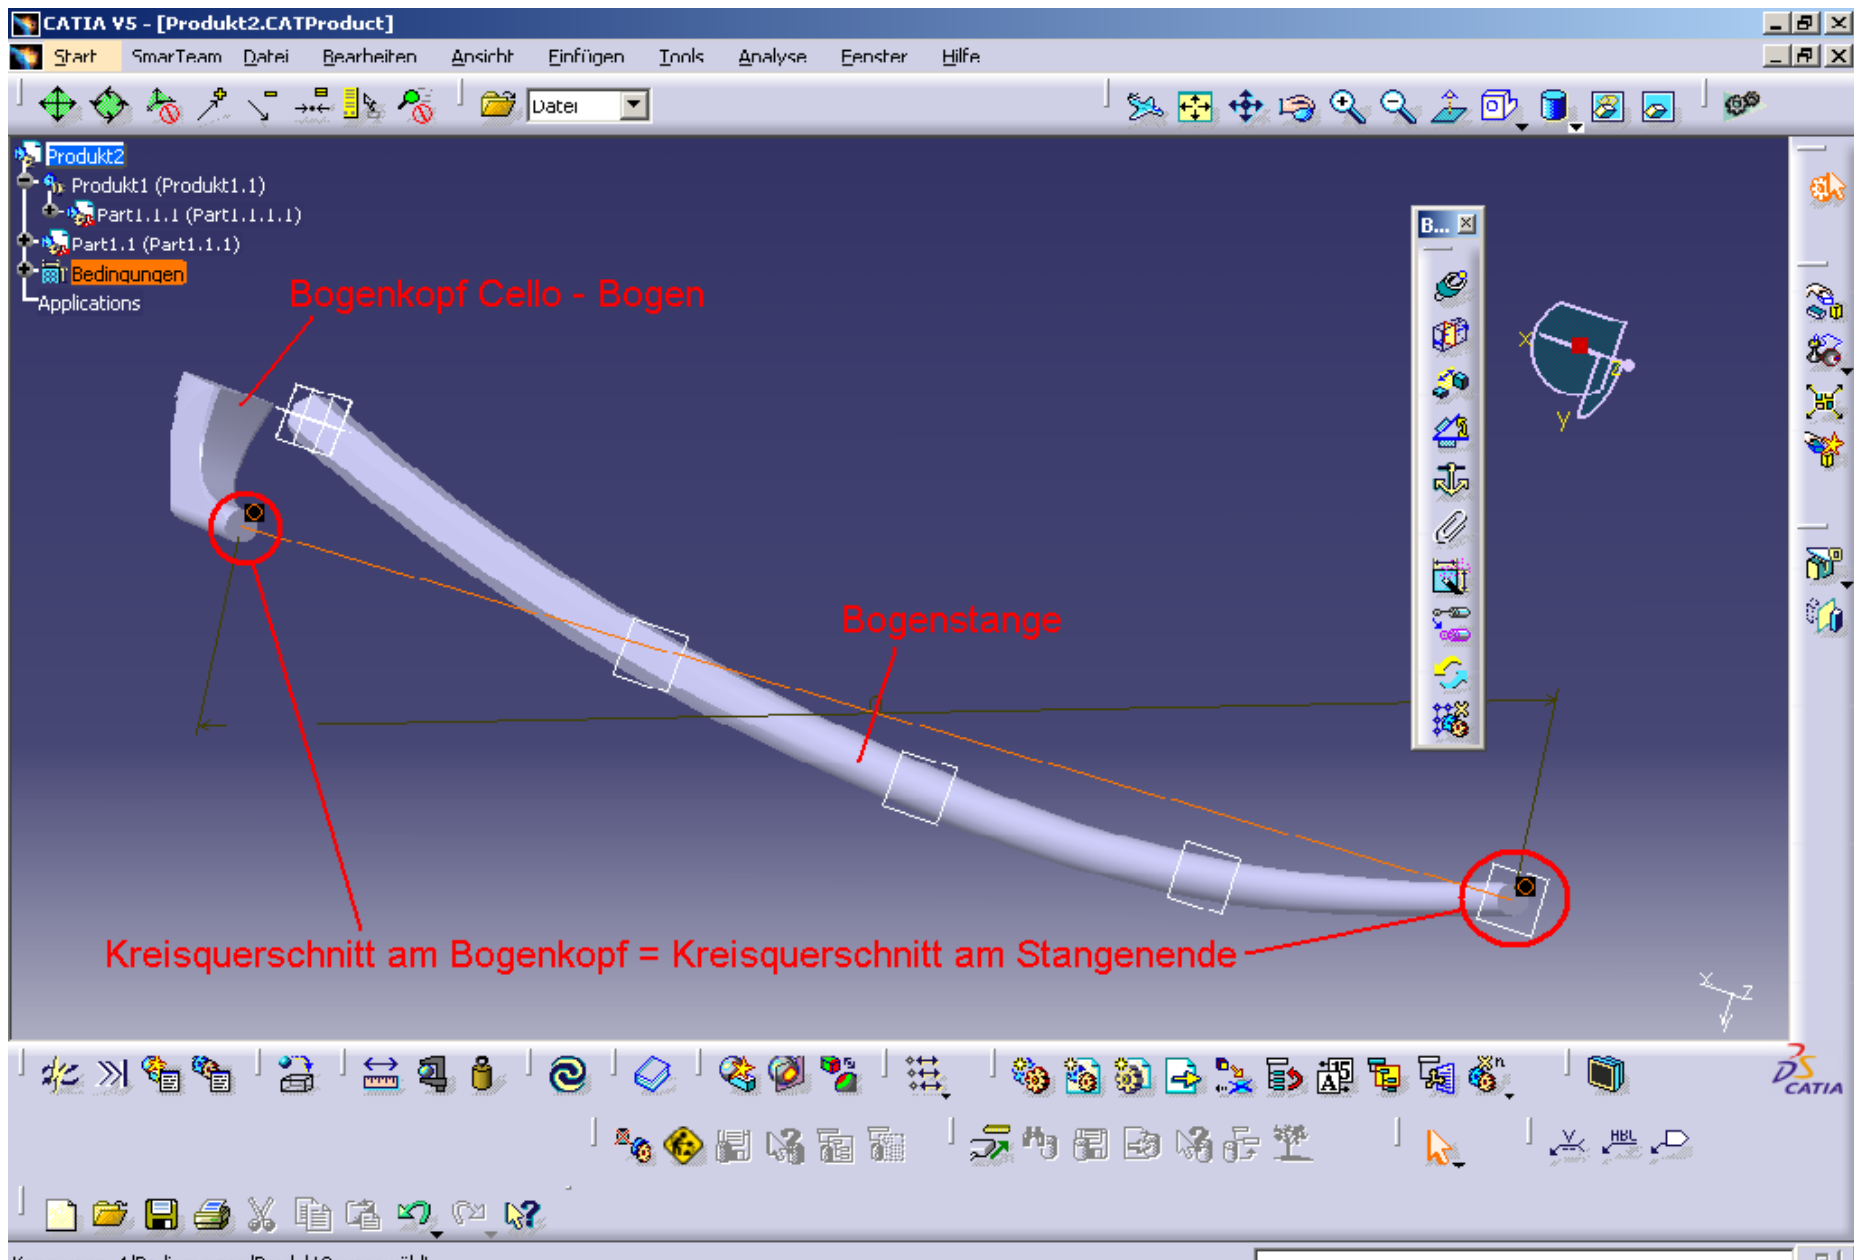 CATIA V5 - [Produkt2.CATProduct]
Start SmarTeam Datei Bearbeiten Ansicht Einfügen Tools Analyse Fenster Hilfe
Datei
Produkt2
Produkt1 (Produkt1.1)
Part1.1.1 (Part1.1.1.1)
Part1.1 (Part1.1.1)
Bedingungen
Applications
B...
Bogenkopf Cello - Bogen
x
z
y
Bogenstange
Kreisquerschnitt am Bogenkopf = Kreisquerschnitt am Stangenende
x
z
y
CATIA